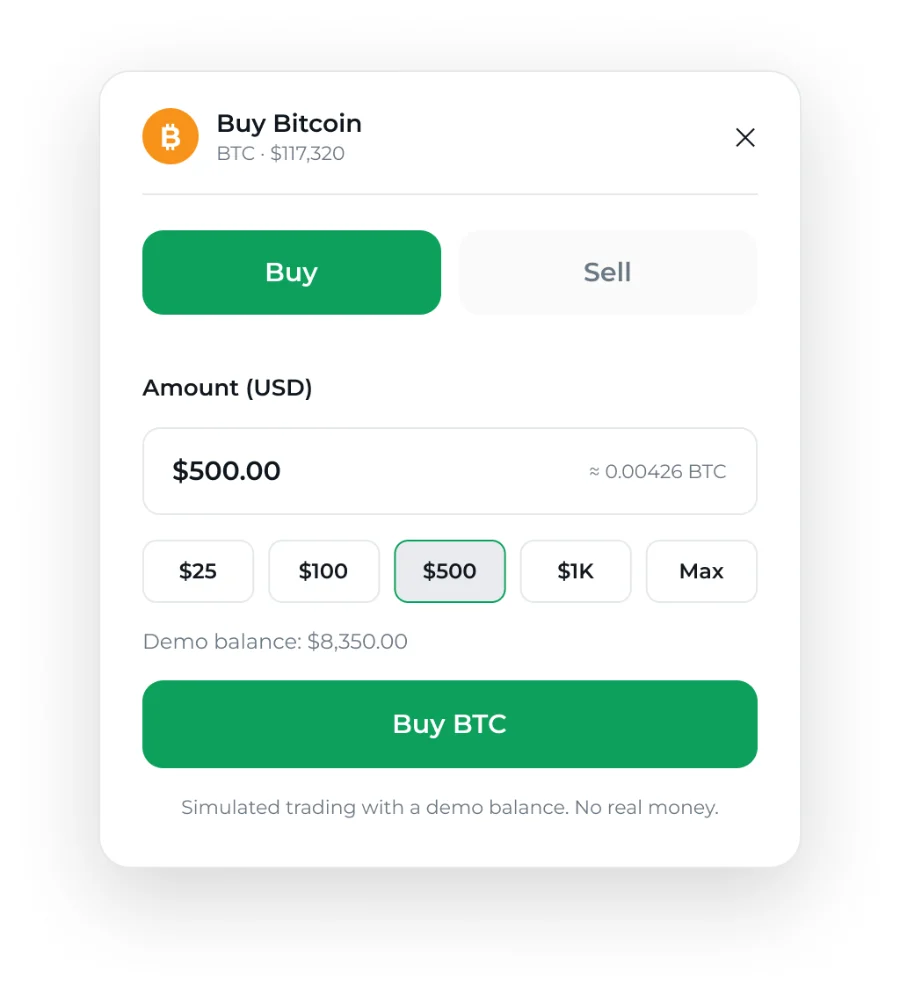 Buy Bitcoin
BTC · $117,320
Buy
Sell
Amount (USD)
$500.00
≈ 0.00426 BTC
$25
$100
$500
$1K
Max
Demo balance: $8,350.00
Buy BTC
Simulated trading with a demo balance. No real money.